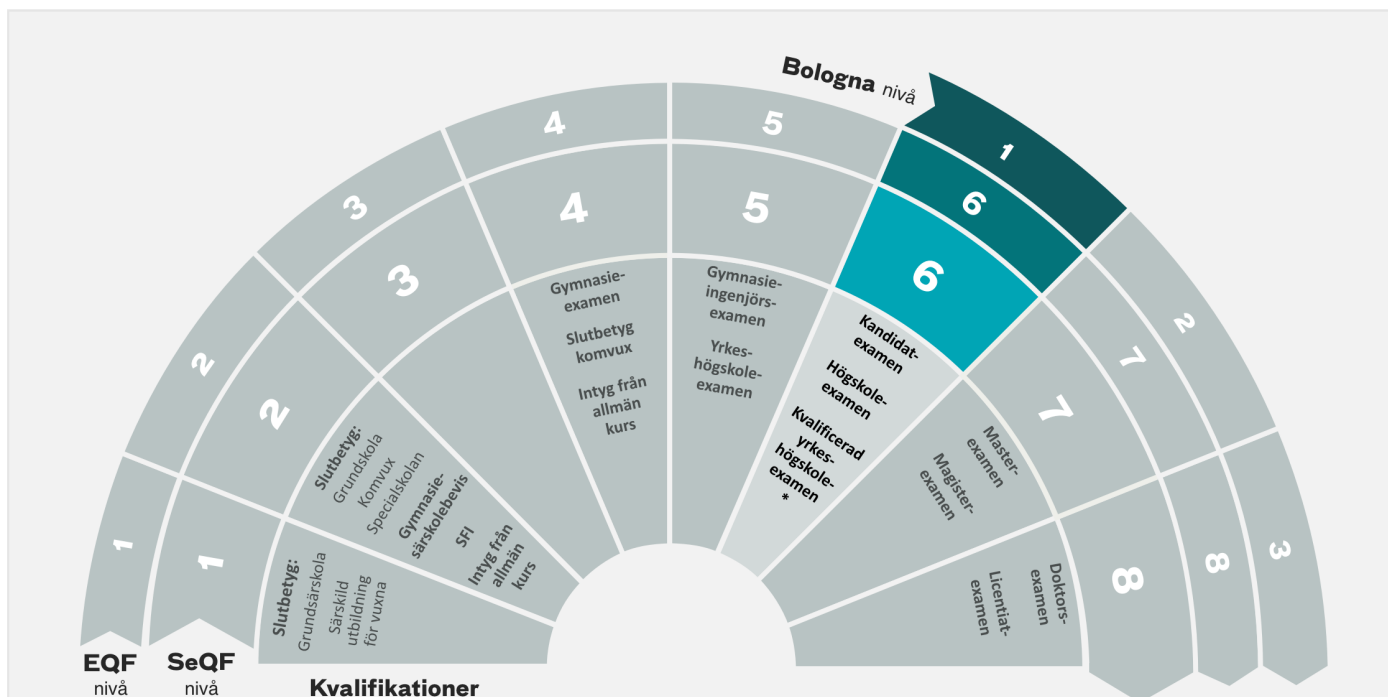 Bologna nivå
1
2
3
1
2
3
4
5
6
7
8
1
2
3
4
5
6
7
8
Slutbetyg:
Grundsärskola
Särskild
utbildning
för vuxna
Slutbetyg:
Grundskola
Komvux
Specialskolan
Gymnasie-
särskolebevis
SFI
Intyg från
allmän
kurs
Gymnasie-
examen
Slutbetyg
komvux
Intyg från
allmän
kurs
Gymnasie-
ingenjörs-
examen
Yrkes-
högskole-
examen
Kandidat-
examen
Högskole-
examen
Kvalificerad
yrkes-
högskole-
examen
*
Master-
examen
Magister-
examen
Doktors-
examen
Licentiat-
examen
EQF
nivå
SeQF
nivå
Kvalifikationer